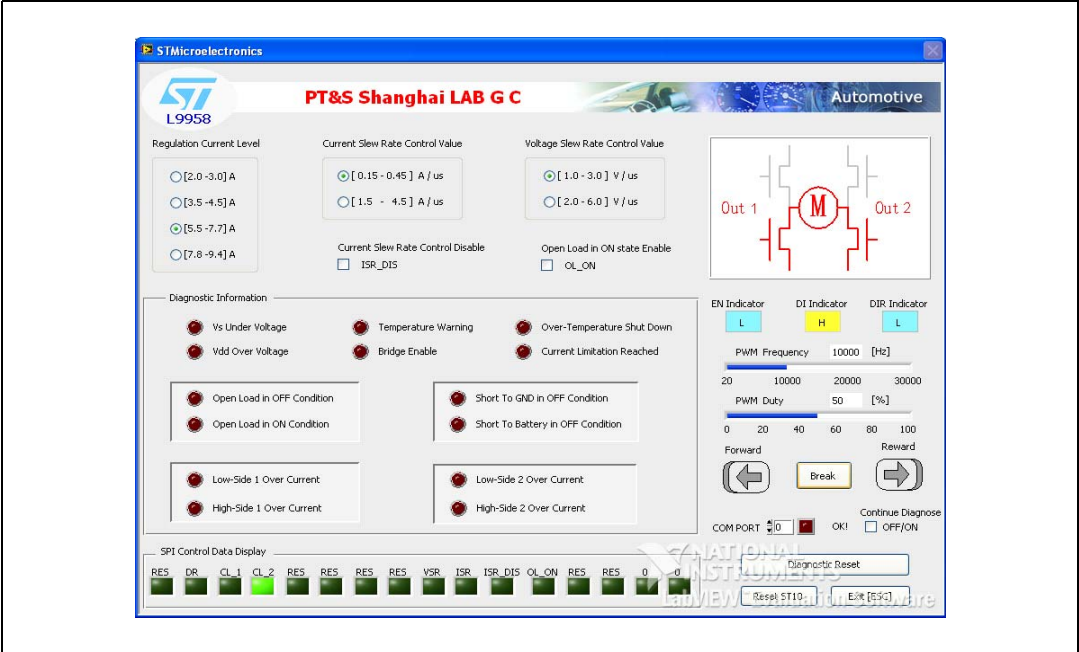 STMicroelectronics
ST
L9958
PT&S Shanghai LAB G C
Automotive
Regulation Current Level
[2.0 -3.0] A
[3.5 -4.5] A
[5.5 -7.7] A
[7.8 -9.4] A
Current Slew Rate Control Value
[ 0.15 - 0.45 ] A / us
[ 1.5 - 4.5 ] A / us
Voltage Slew Rate Control Value
[ 1.0 - 3.0 ] V / us
[ 2.0 - 6.0 ] V / us
Current Slew Rate Control Disable
ISR_DIS
Open Load in ON state Enable
OL_ON
Out 1
M
Out 2
Diagnostic Information
Vs Under Voltage
Temperature Warning
Over-Temperature Shut Down
Vdd Over Voltage
Bridge Enable
Current Limitation Reached
Open Load in OFF Condition
Open Load in ON Condition
Short To GND in OFF Condition
Short To Battery in OFF Condition
Low-Side 1 Over Current
High-Side 1 Over Current
Low-Side 2 Over Current
High-Side 2 Over Current
EN Indicator DI Indicator DIR Indicator
L H L
PWM Frequency 10000 [Hz]
20 10000 20000 30000
PWM Duty 50 [%]
0 20 40 60 80 100
Forward
Break
Reward
COM PORT 0 OK!
Continue Diagnose
OFF/ON
SPI Control Data Display
RES DR CL_1 CL_2 RES RES RES RES VSR ISR ISR_DIS OL_ON RES RES 0 0
Diagnostic Reset
Reset ST10
Exit [ESC]
NATIONAL
INSTRUMENTS
LabVIEW Evaluation Software